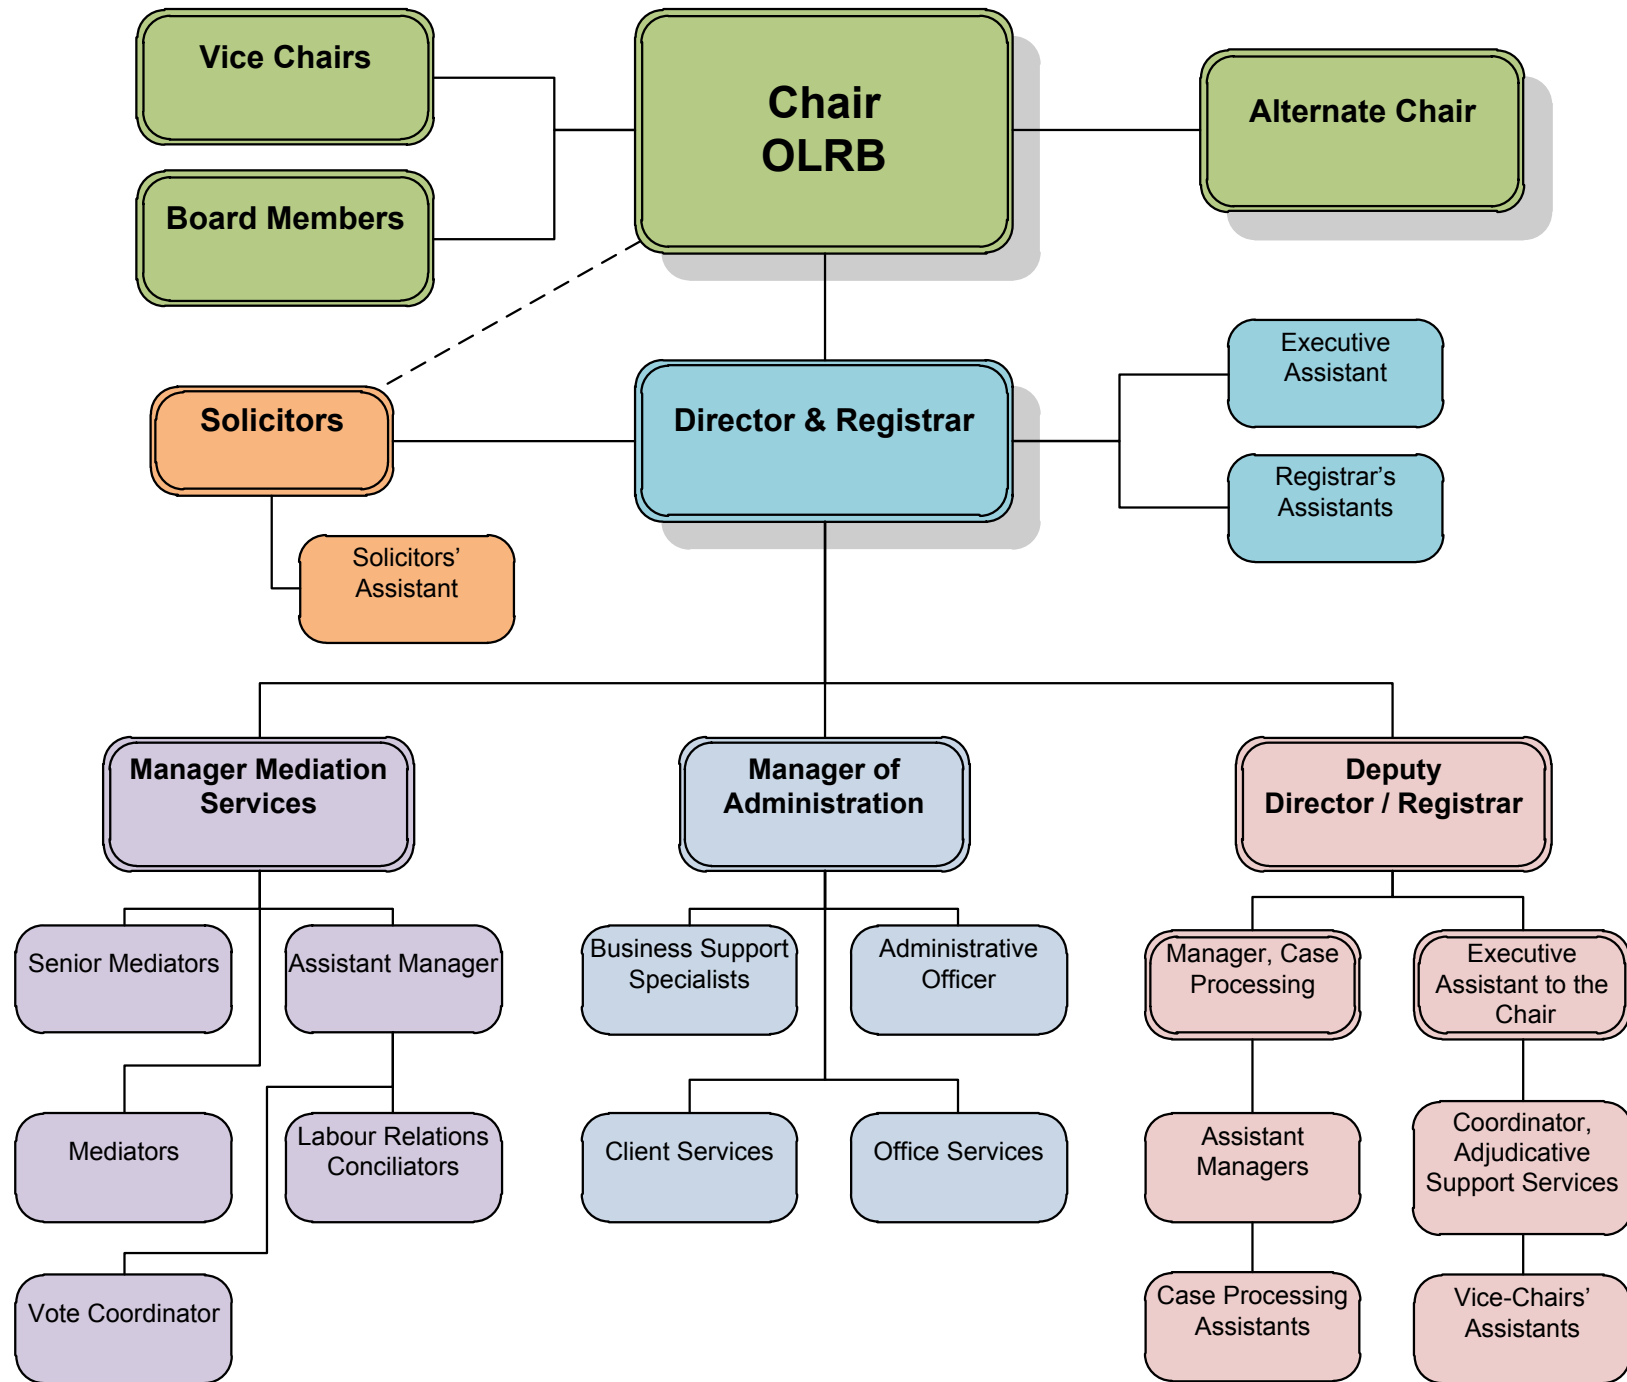 Vice Chairs
Chair
OLRB
Alternate Chair
Board Members
Executive
Assistant
Solicitors
Director & Registrar
Registrar’s
Assistants
Solicitors’
Assistant
Manager Mediation
Services
Manager of
Administration
Deputy
Director / Registrar
Senior Mediators
Assistant Manager
Business Support
Specialists
Administrative
Officer
Manager, Case
Processing
Executive
Assistant to the
Chair
Mediators
Labour Relations
Conciliators
Client Services
Office Services
Assistant
Managers
Coordinator,
Adjudicative
Support Services
Vote Coordinator
Case Processing
Assistants
Vice-Chairs’
Assistants